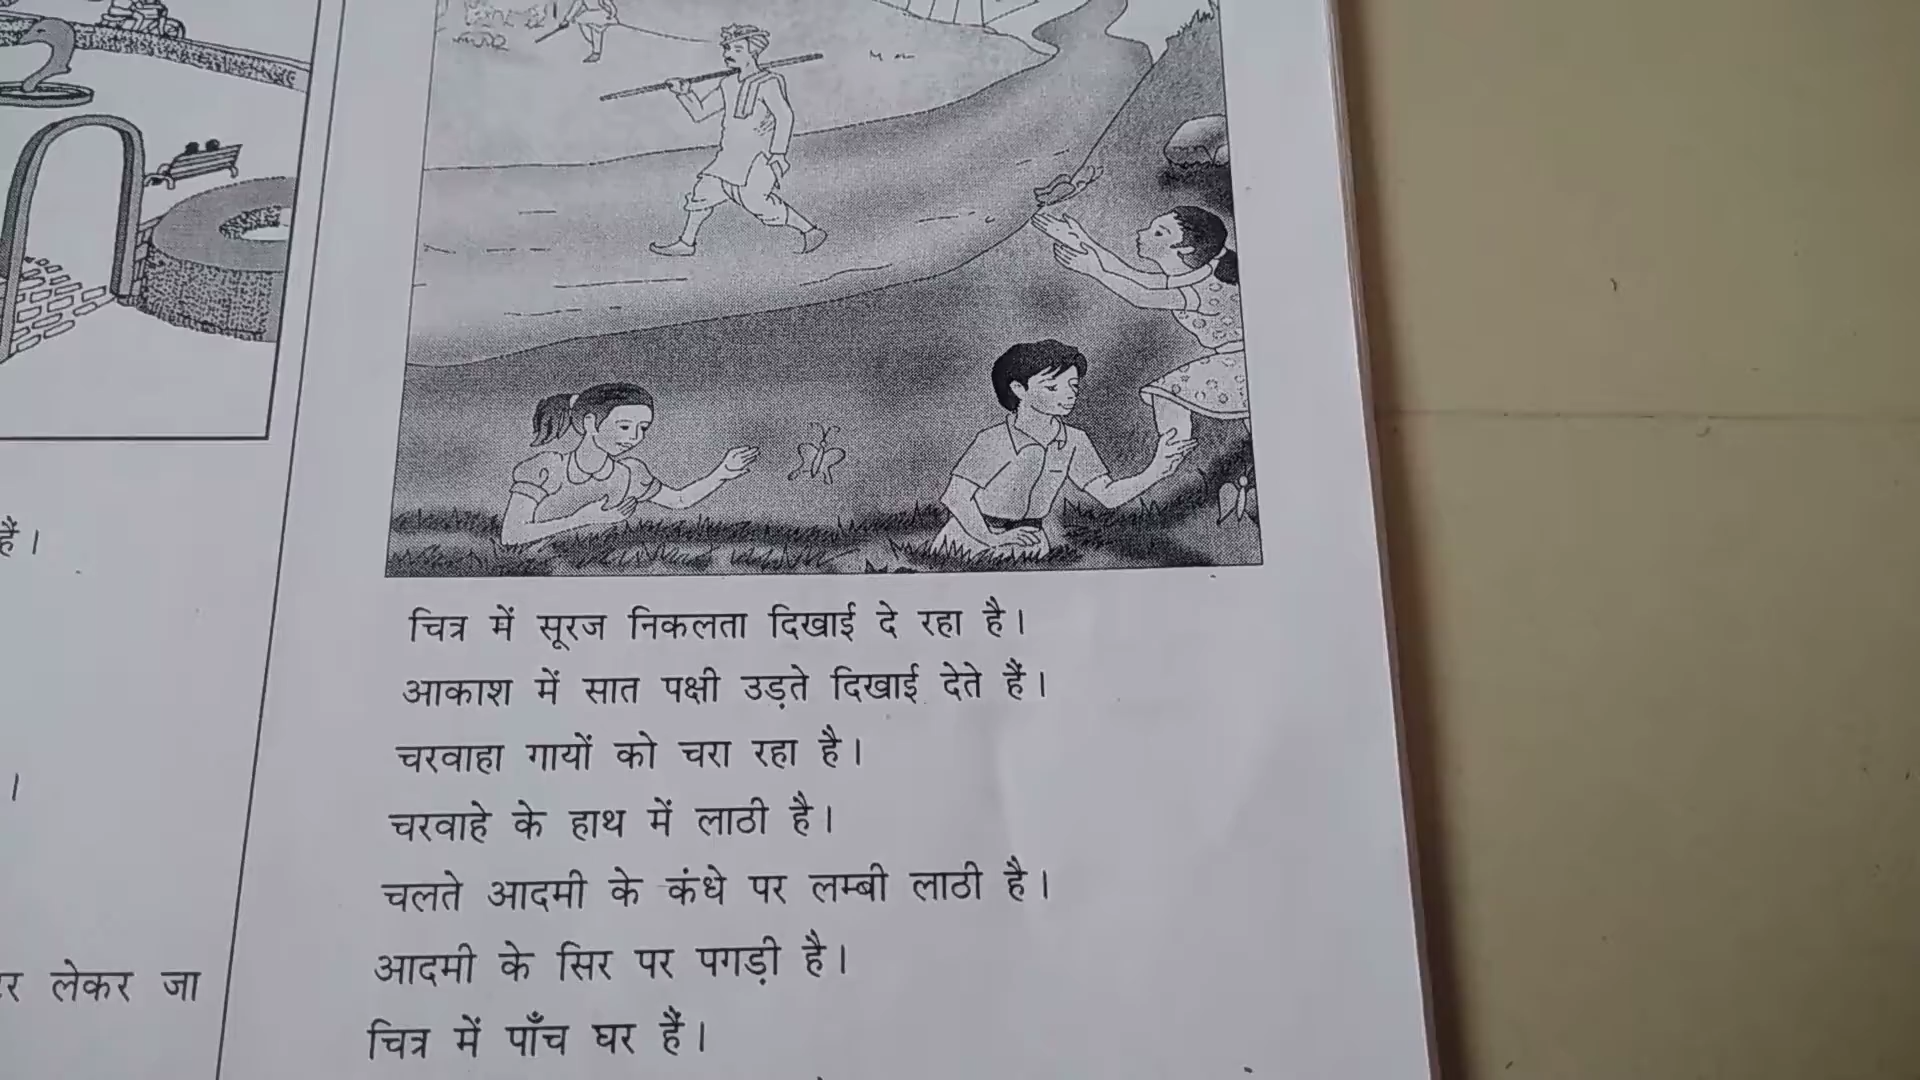 है।
।
लेकर जा
चित्र में सूरज निकलता दिखाई दे रहा है।
आकाश में सात पक्षी उड़ते दिखाई देते हैं।
चरवाहा गायों को चरा रहा है।
चरवाहे के हाथ में लाठी है।
चलते आदमी के कंधे पर लम्बी लाठी है।
आदमी के सिर पर पगड़ी है।
चित्र में पाँच घर हैं।